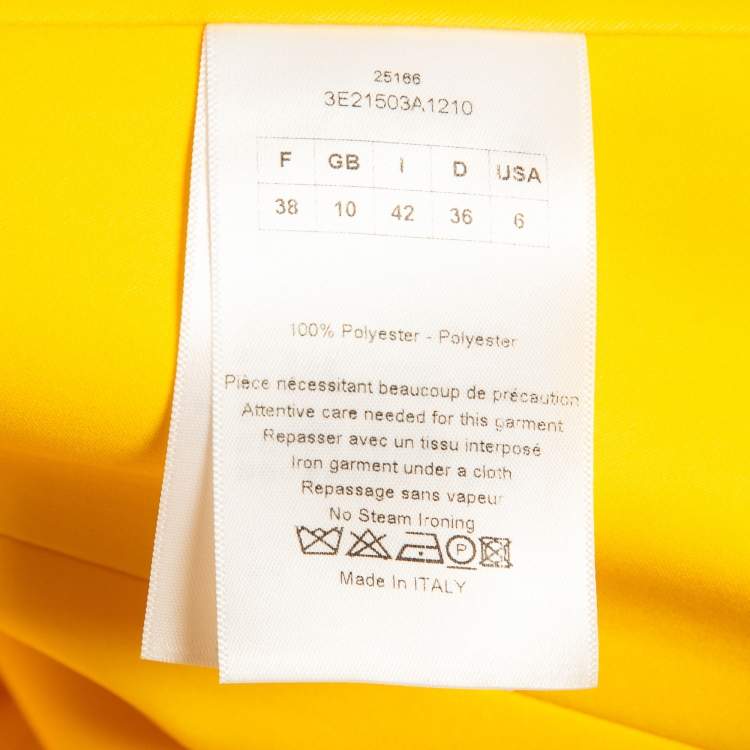 25166
3E21503A1210
F GB I D USA
38 10 42 36 6
100% Polyester - Polyester
Pièce nécessitant beaucoup de précaution
Attentive care needed for this garment
Repasser avec un tissu interposé
Iron garment under a cloth
Repassage sans vapeur
No Steam Ironing
P
Made In ITALY